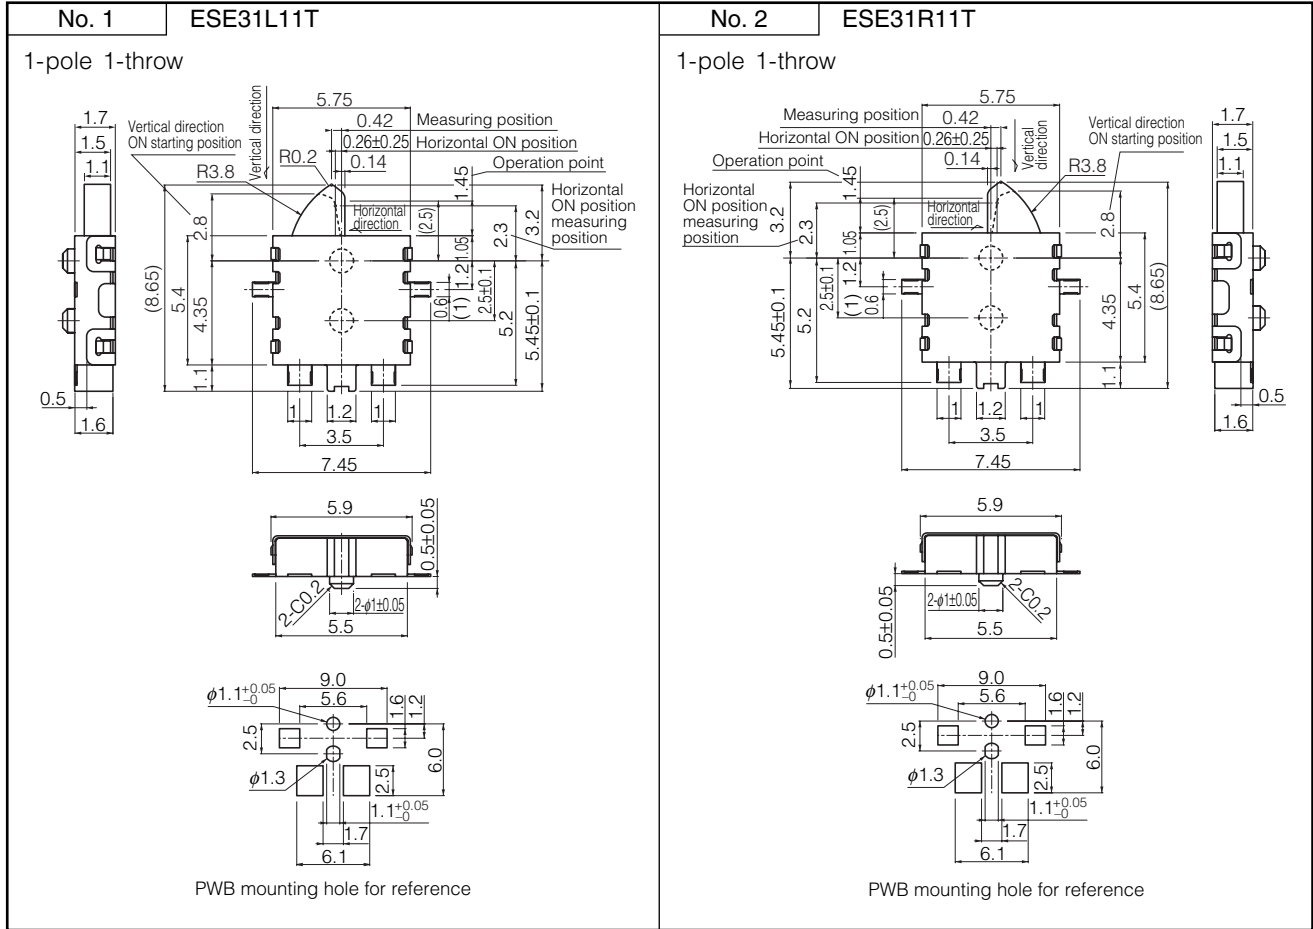 No. 1
ESE31L11T
1-pole 1-throw
5.75
0.42
Measuring position
0.26±0.25
Horizontal ON position
0.14
Operation point
Vertical direction
Vertical direction
ON starting position
R0.2
R3.8
1.7
1.5
1.1
1.45
Horizontal
ON position
measuring
position
Horizontal
direction
2.8
(2.5)
2.3
3.2
1.05
1.2
(8.65)
5.4
4.35
0.6
(1)
2.5±0.1
5.2
5.45±0.1
1.1
0.5
1.6
1
1.2
1
3.5
7.45
5.9
0.5±0.05
2-C0.2
2-ϕ1±0.05
5.5
9.0
ϕ1.1+0.05 −0
5.6
1.6
1.2
2.5
6.0
ϕ1.3
2.5
1.1+0.05 −0
1.7
6.1
PWB mounting hole for reference
No. 2
ESE31R11T
1-pole 1-throw
5.75
Measuring position
0.42
Horizontal ON position
0.26±0.25
Operation point
0.14
Vertical
direction
Vertical direction
ON starting position
R3.8
1.7
1.5
1.1
1.45
Horizontal
ON position
measuring
position
Horizontal
direction
3.2
2.3
(2.5)
2.8
1.05
1.2
5.45±0.1
5.2
2.5±0.1
(1)
0.6
4.35
5.4
(8.65)
1.1
0.5
1.6
1
1.2
1
3.5
7.45
5.9
0.5±0.05
2-ϕ1±0.05
2-C0.2
5.5
9.0
ϕ1.1+0.05 −0
5.6
1.6
1.2
2.5
6.0
ϕ1.3
2.5
1.1+0.05 −0
1.7
6.1
PWB mounting hole for reference